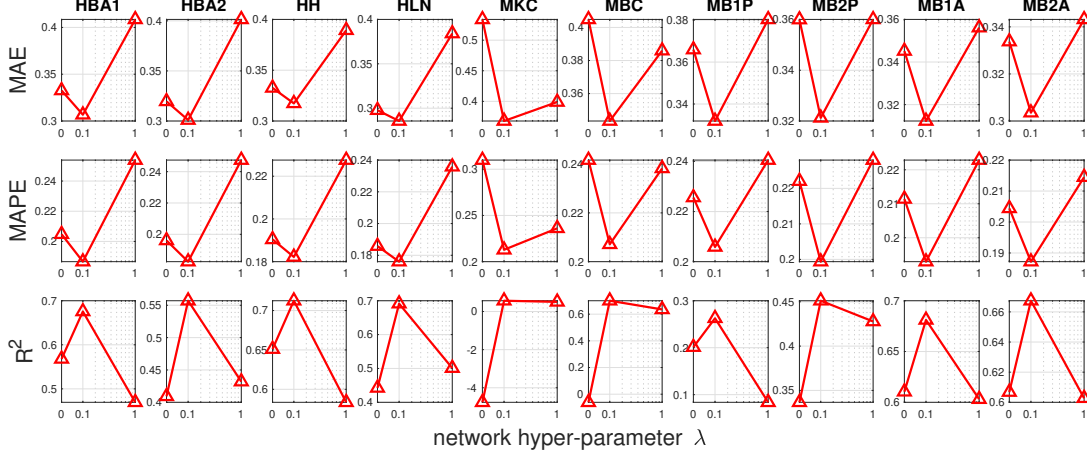 HBA1 HBA2 HH HLN MKC MBC MB1P MB2P MB1A MB2A
MAE
0.4 0.4 0.4 0.4 0.5 0.4 0.38 0.36 0.36 0.34
0.35 0.35 0.35 0.3 0.4 0.38 0.36 0.34 0.34 0.32
0.3 0.3 0.3 0.36 0.34 0.32 0.32 0.3
0 0.1 1 0 0.1 1 0 0.1 1 0 0.1 1 0 0.1 1 0 0.1 1 0 0.1 1 0 0.1 1 0 0.1 1 0 0.1 1
MAPE
0.24 0.24 0.22 0.24 0.3 0.24 0.24 0.22 0.22 0.22
0.22 0.22 0.2 0.22 0.25 0.22 0.22 0.21 0.21 0.21
0.2 0.2 0.18 0.2 0.2 0.2 0.2 0.2 0.2 0.2
0.18 0.19
0 0.1 1 0 0.1 1 0 0.1 1 0 0.1 1 0 0.1 1 0 0.1 1 0 0.1 1 0 0.1 1 0 0.1 1 0 0.1 1
R2
0.7 0.55 0.7 0.7 0 0.4 0.3 0.45 0.7 0.66
0.6 0.5 0.65 0.6 -2 0.2 0.2 0.4 0.65 0.64
0.5 0.45 0.6 0.5 -4 0 0.1 0.35 0.6 0.62
0.4 0.4 0.6
0 0.1 1 0 0.1 1 0 0.1 1 0 0.1 1 0 0.1 1 0 0.1 1 0 0.1 1 0 0.1 1 0 0.1 1 0 0.1 1
network hyper-parameter λ